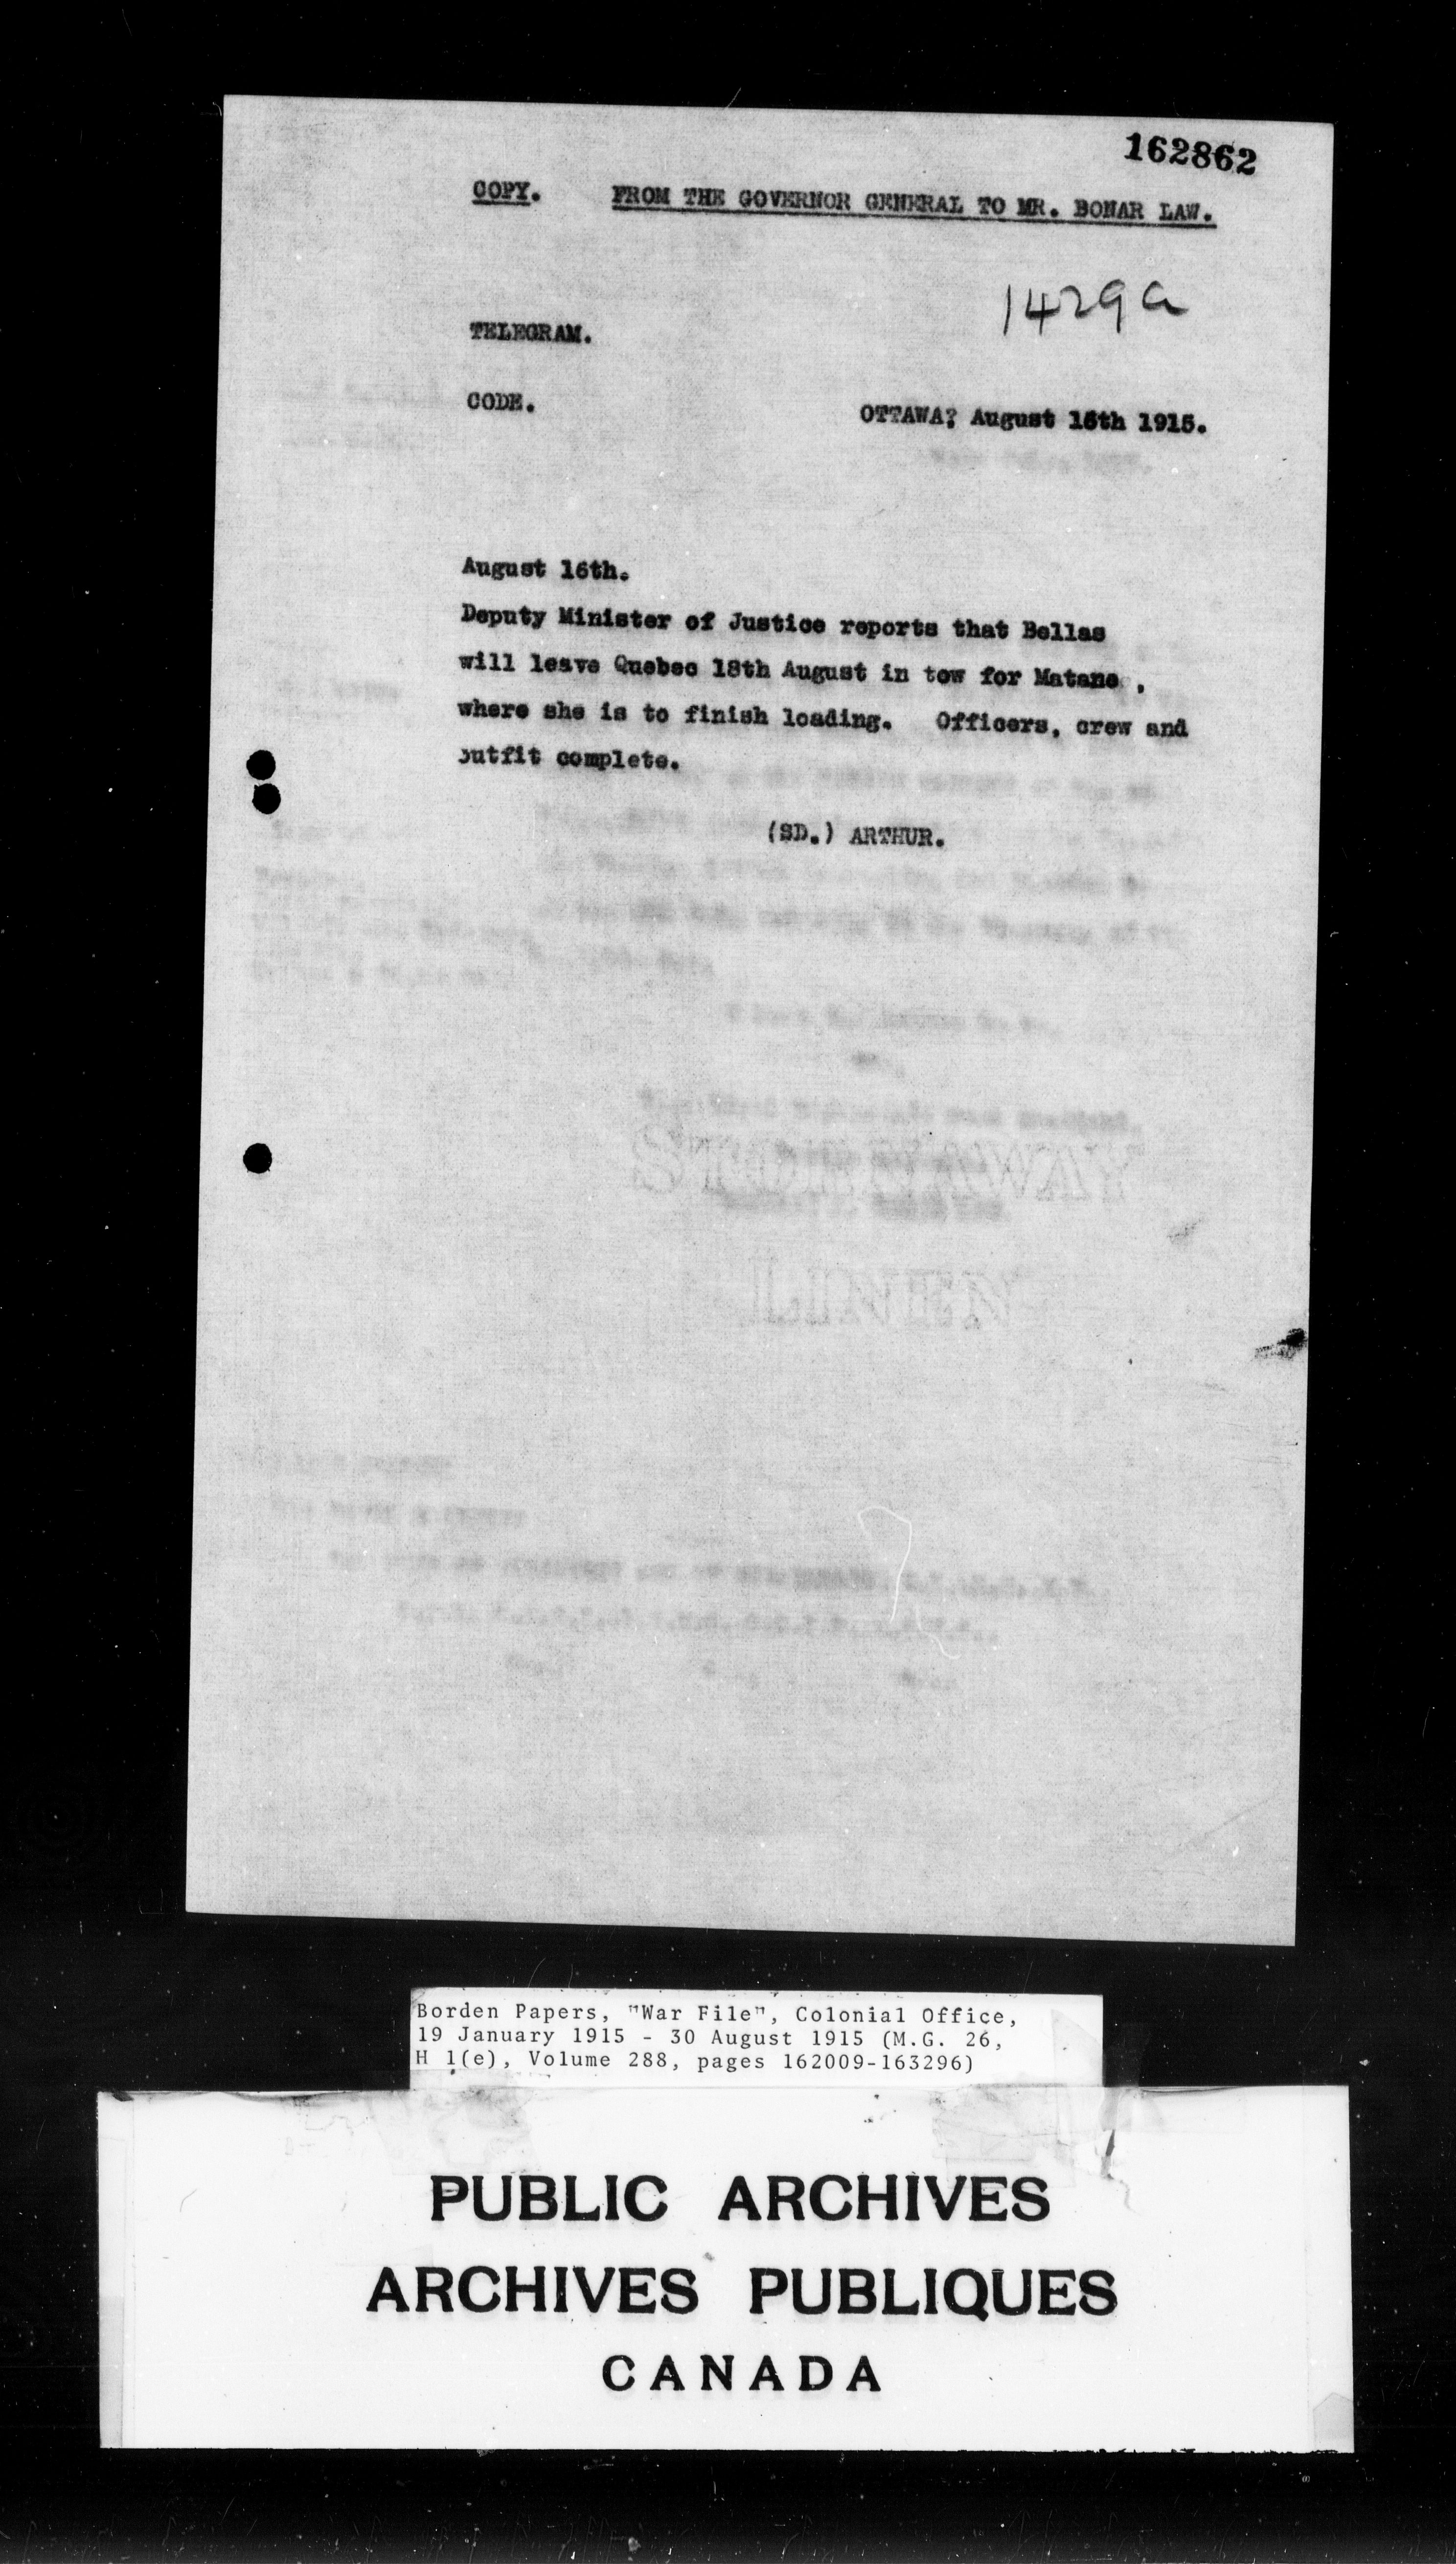 162862
COPY. FROM THE GOVERNOR GENERAL TO MR. BONAR LAW.
1429a
TELEGRAM.
CODE.
OTTAWA? August 16th 1915.
August 16th.
Deputy Minister of Justice reports that Bellas
will leave Quebec 18th August in tow for Matane ,
where she is to finish loading. Officers, crew and
outfit complete.
(SD.) ARTHUR.
Borden Papers, "War File", Colonial Office,
19 January 1915 - 30 August 1915 (M.G. 26,
H 1(e), Volume 288, pages 162009-163296)
PUBLIC ARCHIVES
ARCHIVES PUBLIQUES
CANADA